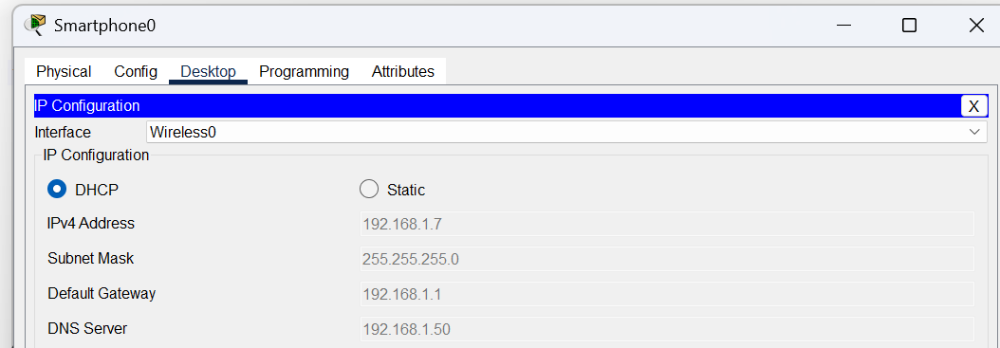 Smartphone0
Physical Config Desktop Programming Attributes
IP Configuration X
Interface Wireless0
IP Configuration
DHCP Static
IPv4 Address 192.168.1.7
Subnet Mask 255.255.255.0
Default Gateway 192.168.1.1
DNS Server 192.168.1.50